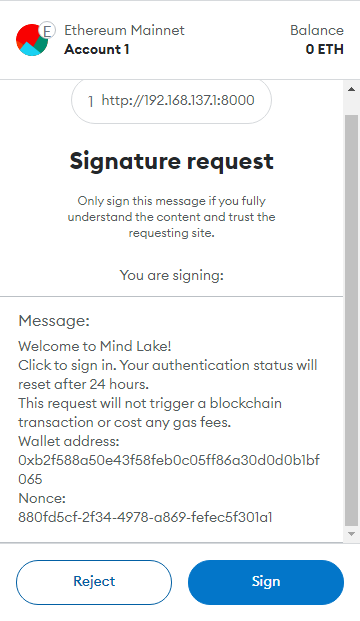 E Ethereum Mainnet Balance
Account 1 0 ETH
1 http://192.168.137.1:8000
Signature request
Only sign this message if you fully
understand the content and trust the
requesting site.
You are signing:
Message:
Welcome to Mind Lake!
Click to sign in. Your authentication status will
reset after 24 hours.
This request will not trigger a blockchain
transaction or cost any gas fees.
Wallet address:
0xb2f588a50e43f58feb0c05ff86a30d0d0b1bf
065
Nonce:
880fd5cf-2f34-4978-a869-fefec5f301a1
Reject Sign